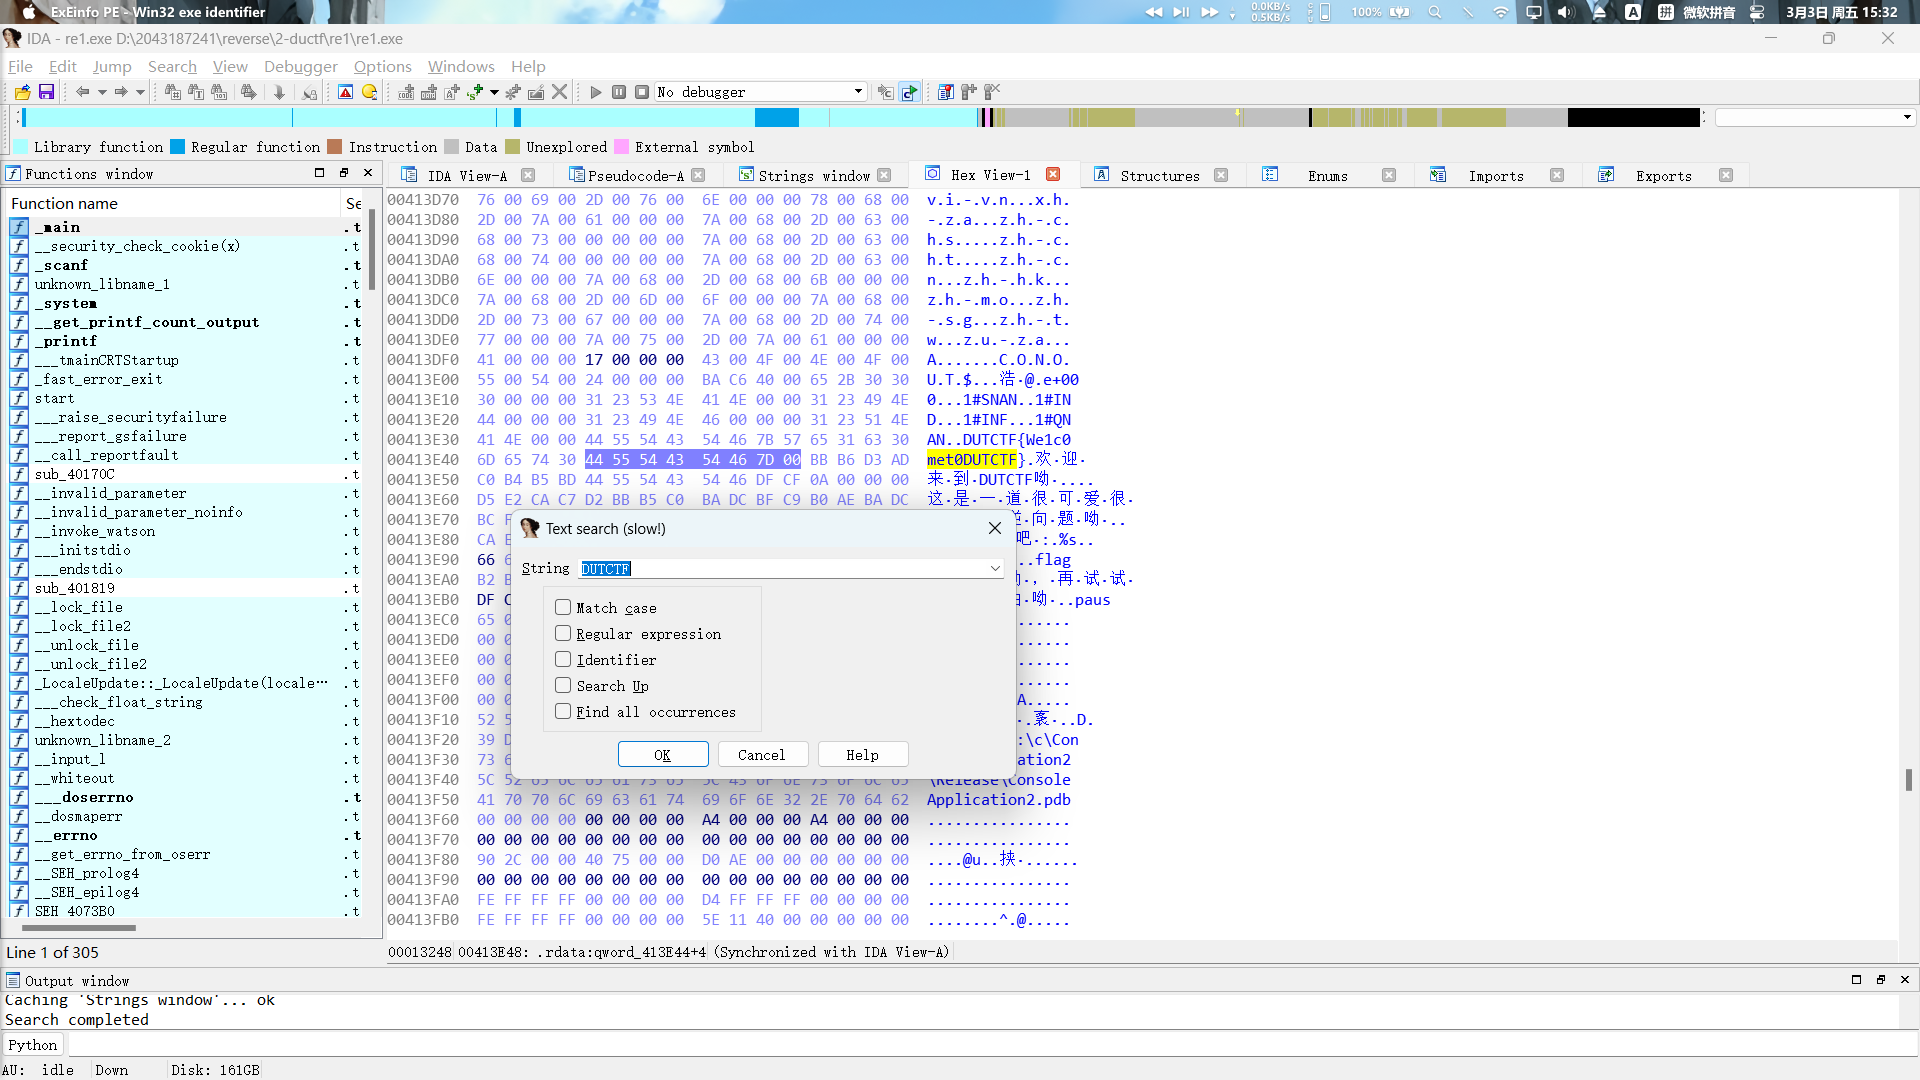 ExEinfo PE - Win32 exe identifier
0.0KB/s
0.5KB/s
100%
A
拼
微软拼音
3月3日 周五 15:32
IDA - re1.exe D:\2043187241\reverse\2-ductf\re1\re1.exe
File Edit Jump Search View Debugger Options Windows Help
No debugger
Library function Regular function Instruction Data Unexplored External symbol
Functions window
IDA View-A Pseudocode-A Strings window Hex View-1 Structures Enums Imports Exports
Function name Se
_main .t
__security_check_cookie(x) .t
_scanf .t
unknown_libname_1 .t
_system .t
__get_printf_count_output .t
_printf .t
___tmainCRTStartup .t
_fast_error_exit .t
start .t
___raise_securityfailure .t
___report_gsfailure .t
__call_reportfault .t
sub_40170C .t
__invalid_parameter .t
__invalid_parameter_noinfo .t
__invoke_watson .t
___initstdio .t
___endstdio .t
sub_401819 .t
__lock_file .t
__lock_file2 .t
__unlock_file .t
__unlock_file2 .t
_LocaleUpdate::_LocaleUpdate(locale… .t
___check_float_string .t
__hextodec .t
unknown_libname_2 .t
__input_l .t
__whiteout .t
___doserrno .t
__dosmaperr .t
__errno .t
__get_errno_from_oserr .t
__SEH_prolog4 .t
__SEH_epilog4 .t
SEH_4073B0 .t
Line 1 of 305
00413D70 76 00 69 00 2D 00 76 00 6E 00 00 00 78 00 68 00 v.i.-.v.n...x.h.
00413D80 2D 00 7A 00 61 00 00 00 7A 00 68 00 2D 00 63 00 -.z.a...z.h.-.c.
00413D90 68 00 73 00 00 00 00 00 7A 00 68 00 2D 00 63 00 h.s.....z.h.-.c.
00413DA0 68 00 74 00 00 00 00 00 7A 00 68 00 2D 00 63 00 h.t.....z.h.-.c.
00413DB0 6E 00 00 00 7A 00 68 00 2D 00 68 00 6B 00 00 00 n...z.h.-.h.k...
00413DC0 7A 00 68 00 2D 00 6D 00 6F 00 00 00 7A 00 68 00 z.h.-.m.o...z.h.
00413DD0 2D 00 73 00 67 00 00 00 7A 00 68 00 2D 00 74 00 -.s.g...z.h.-.t.
00413DE0 77 00 00 00 7A 00 75 00 2D 00 7A 00 61 00 00 00 w...z.u.-.z.a...
00413DF0 41 00 00 00 17 00 00 00 43 00 4F 00 4E 00 4F 00 A.......C.O.N.O.
00413E00 55 00 54 00 24 00 00 00 BA C6 40 00 65 2B 30 30 U.T.$...浩·@.e+00
00413E10 30 00 00 00 31 23 53 4E 41 4E 00 00 31 23 49 4E 0...1#SNAN..1#IN
00413E20 44 00 00 00 31 23 49 4E 46 00 00 00 31 23 51 4E D...1#INF...1#QN
00413E30 41 4E 00 00 44 55 54 43 54 46 7B 57 65 31 63 30 AN..DUTCTF{We1c0
00413E40 6D 65 74 30 44 55 54 43 54 46 7D 00 BB B6 D3 AD met0DUTCTF}.欢·迎·
00413E50 C0 B4 B5 BD 44 55 54 43 54 46 DF CF 0A 00 00 00 来·到·DUTCTF呦·....
00413E60 D5 E2 CA C7 D2 BB B5 C0 BA DC BF C9 B0 AE BA DC 这·是·一·道·很·可·爱·很·
00413E70 BC 向·题·呦·...
00413E80 CA 吧·:.%s..
00413E90 66 ..flag
00413EA0 B2 ,.再·试·试·
00413EB0 DF 呦·..paus
00413EC0 65 ......
00413ED0 00 ......
00413EE0 00 ......
00413EF0 00 ......
00413F00 00 A.....
00413F10 52 ..D.
00413F20 39 :\c\Con
00413F30 73 ation2
00413F40 5C 52 65 6C 65 61 73 65 5C 43 6F 6E 73 6F 6C 65 \Release\Console
00413F50 41 70 70 6C 69 63 61 74 69 6F 6E 32 2E 70 64 62 Application2.pdb
00413F60 00 00 00 00 00 00 00 00 A4 00 00 00 A4 00 00 00 ................
00413F70 00 00 00 00 00 00 00 00 00 00 00 00 00 00 00 00 ................
00413F80 90 2C 00 00 40 75 00 00 D0 AE 00 00 00 00 00 00 ....@u..挟·......
00413F90 00 00 00 00 00 00 00 00 00 00 00 00 00 00 00 00 ................
00413FA0 FE FF FF FF 00 00 00 00 D4 FF FF FF 00 00 00 00 ................
00413FB0 FE FF FF FF 00 00 00 00 5E 11 40 00 00 00 00 00 ........^.@.....
Text search (slow!)
String DUTCTF
Match case
Regular expression
Identifier
Search Up
Find all occurrences
OK Cancel Help
00013248 00413E48: .rdata:qword_413E44+4 (Synchronized with IDA View-A)
Output window
Caching 'Strings window'... ok
Search completed
Python
AU: idle Down Disk: 161GB